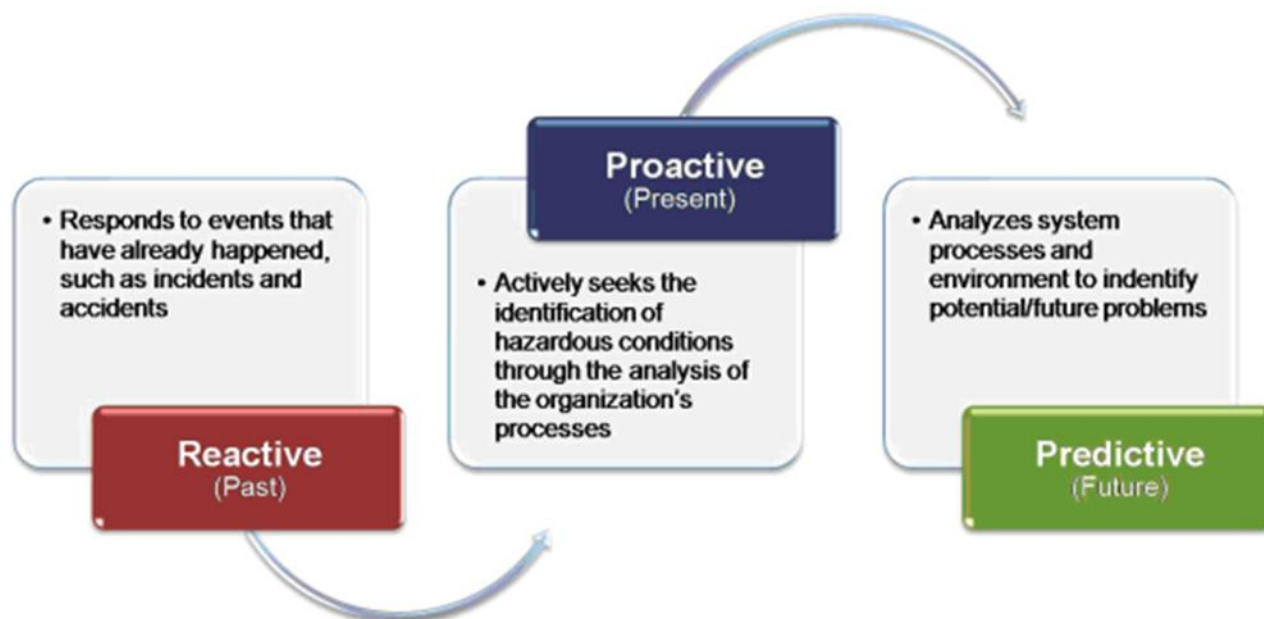 • Responds to events that
have already happened,
such as incidents and
accidents
Reactive
(Past)
Proactive
(Present)
• Actively seeks the
identification of
hazardous conditions
through the analysis of
the organization's
processes
• Analyzes system
processes and
environment to indentify
potential/future problems
Predictive
(Future)